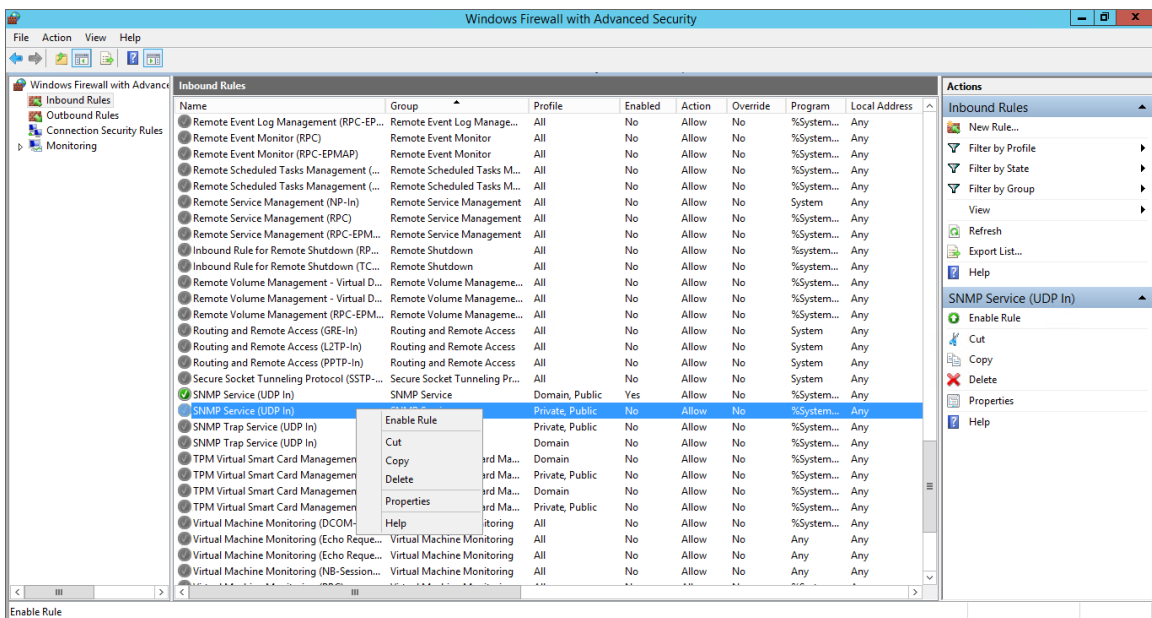 Windows Firewall with Advanced Security
File Action View Help
Windows Firewall with Advance
Inbound Rules
Outbound Rules
Connection Security Rules
Monitoring
Inbound Rules
Name Group Profile Enabled Action Override Program Local Address
Remote Event Log Management (RPC-EP... Remote Event Log Manage... All No Allow No %System... Any
Remote Event Monitor (RPC) Remote Event Monitor All No Allow No %System... Any
Remote Event Monitor (RPC-EPMAP) Remote Event Monitor All No Allow No %System... Any
Remote Scheduled Tasks Management (... Remote Scheduled Tasks M... All No Allow No %System... Any
Remote Scheduled Tasks Management (... Remote Scheduled Tasks M... All No Allow No %System... Any
Remote Service Management (NP-In) Remote Service Management All No Allow No System Any
Remote Service Management (RPC) Remote Service Management All No Allow No %System... Any
Remote Service Management (RPC-EPM... Remote Service Management All No Allow No %System... Any
Inbound Rule for Remote Shutdown (RP... Remote Shutdown All No Allow No %system... Any
Inbound Rule for Remote Shutdown (TC... Remote Shutdown All No Allow No %system... Any
Remote Volume Management - Virtual D... Remote Volume Manageme... All No Allow No %System... Any
Remote Volume Management - Virtual D... Remote Volume Manageme... All No Allow No %System... Any
Remote Volume Management (RPC-EPM... Remote Volume Manageme... All No Allow No %System... Any
Routing and Remote Access (GRE-In) Routing and Remote Access All No Allow No System Any
Routing and Remote Access (L2TP-In) Routing and Remote Access All No Allow No System Any
Routing and Remote Access (PPTP-In) Routing and Remote Access All No Allow No System Any
Secure Socket Tunneling Protocol (SSTP-... Secure Socket Tunneling Pr... All No Allow No System Any
SNMP Service (UDP In) SNMP Service Domain, Public Yes Allow No %System... Any
SNMP Service (UDP In) Private, Public No Allow No %System... Any
SNMP Trap Service (UDP In) Private, Public No Allow No %System... Any
SNMP Trap Service (UDP In) Domain No Allow No %System... Any
TPM Virtual Smart Card Managemen ard Ma... Domain No Allow No %System... Any
TPM Virtual Smart Card Managemen ard Ma... Private, Public No Allow No %System... Any
TPM Virtual Smart Card Managemen ard Ma... Domain No Allow No %System... Any
TPM Virtual Smart Card Managemen ard Ma... Private, Public No Allow No %System... Any
Virtual Machine Monitoring (DCOM- itoring All No Allow No %System... Any
Virtual Machine Monitoring (Echo Reque... Virtual Machine Monitoring All No Allow No Any Any
Virtual Machine Monitoring (Echo Reque... Virtual Machine Monitoring All No Allow No Any Any
Virtual Machine Monitoring (NB-Session... Virtual Machine Monitoring All No Allow No Any Any
Enable Rule
Cut
Copy
Delete
Properties
Help
Actions
Inbound Rules
New Rule...
Filter by Profile
Filter by State
Filter by Group
View
Refresh
Export List...
Help
SNMP Service (UDP In)
Enable Rule
Cut
Copy
Delete
Properties
Help
Enable Rule